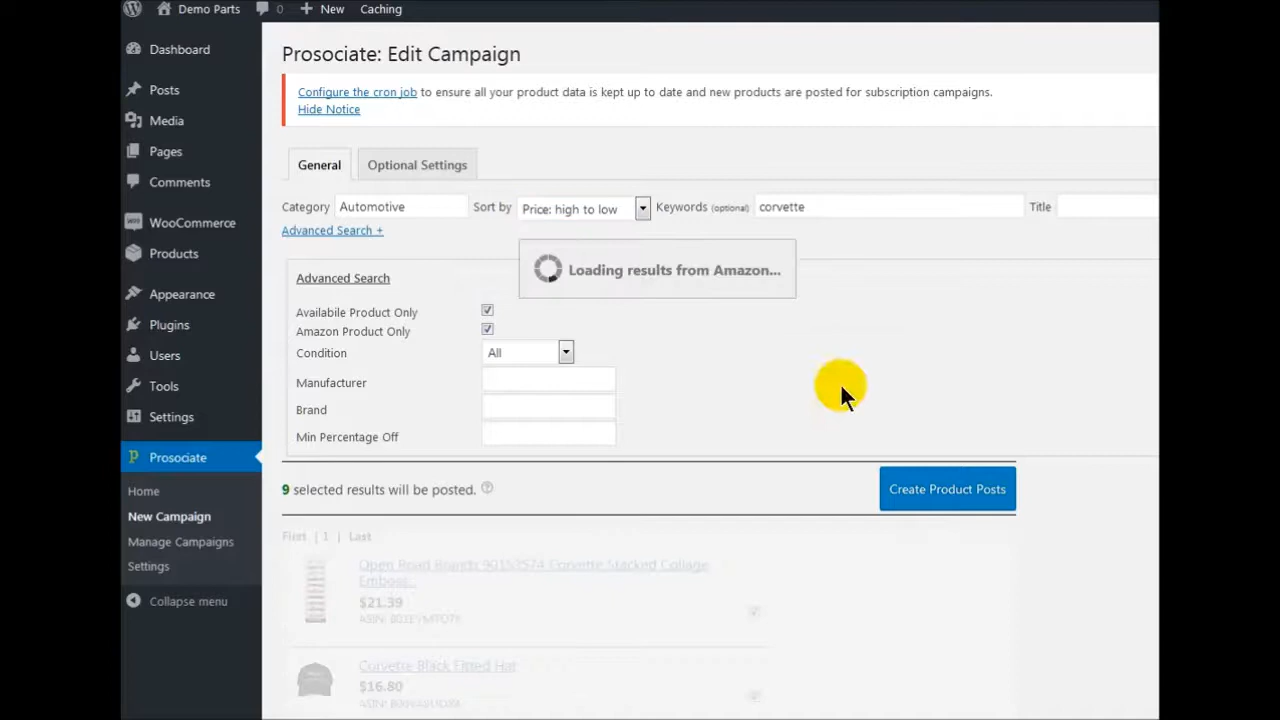 Demo Parts 0 New Caching
Dashboard
Posts
Media
Pages
Comments
WooCommerce
Products
Appearance
Plugins
Users
Tools
Settings
Prosociate
Home
New Campaign
Manage Campaigns
Settings
Collapse menu
Prosociate: Edit Campaign
Configure the cron job to ensure all your product data is kept up to date and new products are posted for subscription campaigns.
Hide Notice
General Optional Settings
Category Automotive Sort by Price: high to low Keywords (optional) corvette Title
Advanced Search +
Loading results from Amazon...
Advanced Search
Availabile Product Only
Amazon Product Only
Condition All
Manufacturer
Brand
Min Percentage Off
9 selected results will be posted.
Create Product Posts
First | 1 | Last
Open Road Brands 90153574 Corvette Stacked Collage
Emboss...
$21.39
ASIN:
Corvette Black Fitted Hat
$16.80
ASIN: